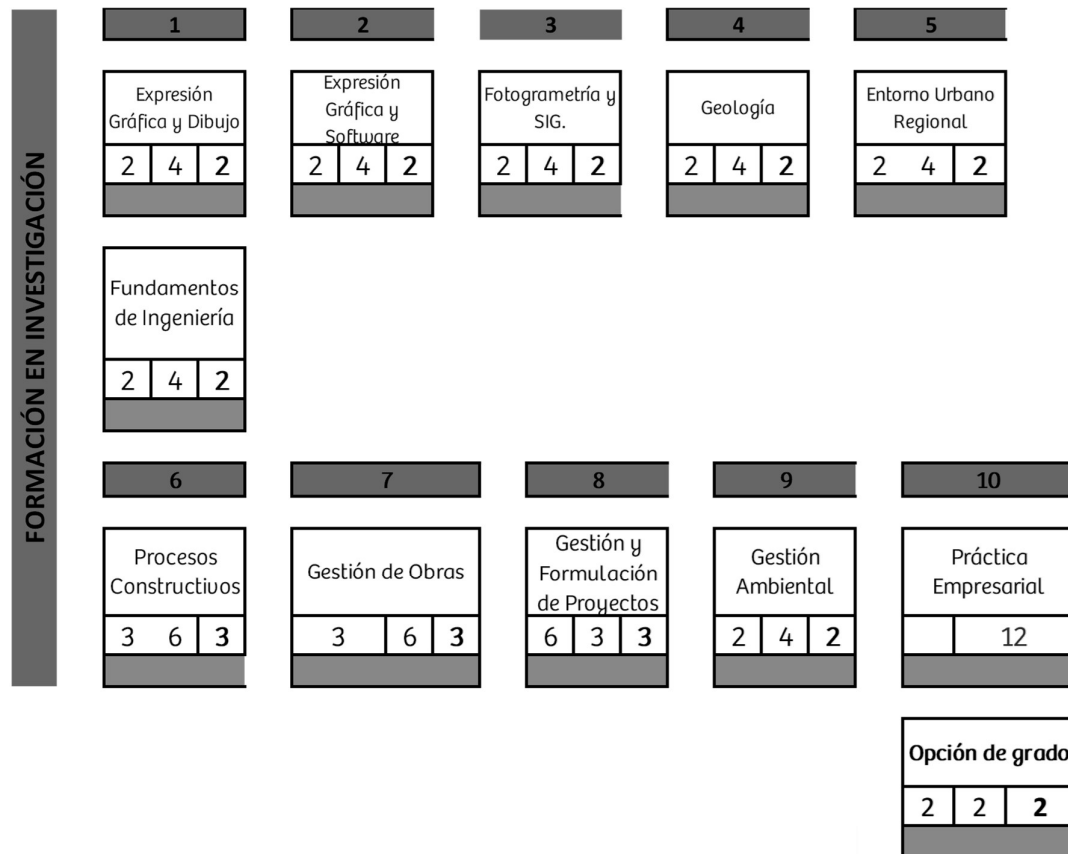 FORMACIÓN EN INVESTIGACIÓN
1 2 3 4 5
Expresión
Gráfica y Dibujo
2 4 2
Expresión
Gráfica y
Software
2 4 2
Fotogrametría y
SIG.
2 4 2
Geología
2 4 2
Entorno Urbano
Regional
2 4 2
Fundamentos
de Ingeniería
2 4 2
6 7 8 9 10
Procesos
Constructivos
3 6 3
Gestión de Obras
3 6 3
Gestión y
Formulación
de Proyectos
6 3 3
Gestión
Ambiental
2 4 2
Práctica
Empresarial
12
Opción de grado
2 2 2